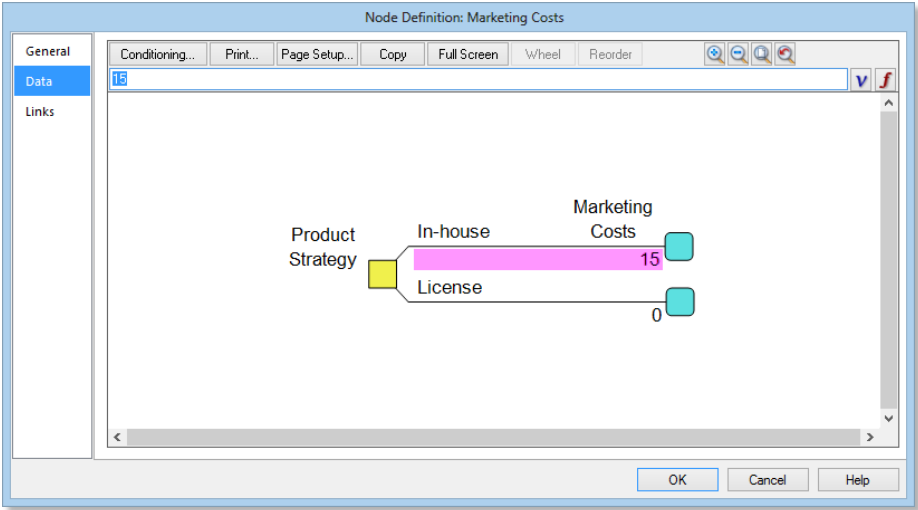 Node Definition: Marketing Costs
General
Data
Links
Conditioning... Print... Page Setup... Copy Full Screen Wheel Reorder
15 v f
Marketing
Product In-house Costs
Strategy 15
License
0
OK Cancel Help